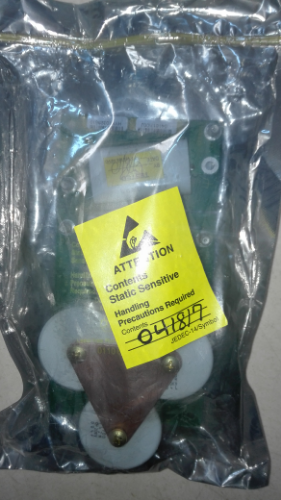 ATTENTION
Contents
Static Sensitive
Handling
Precautions Required
Contents
041817
JEDEC-14/Symbol